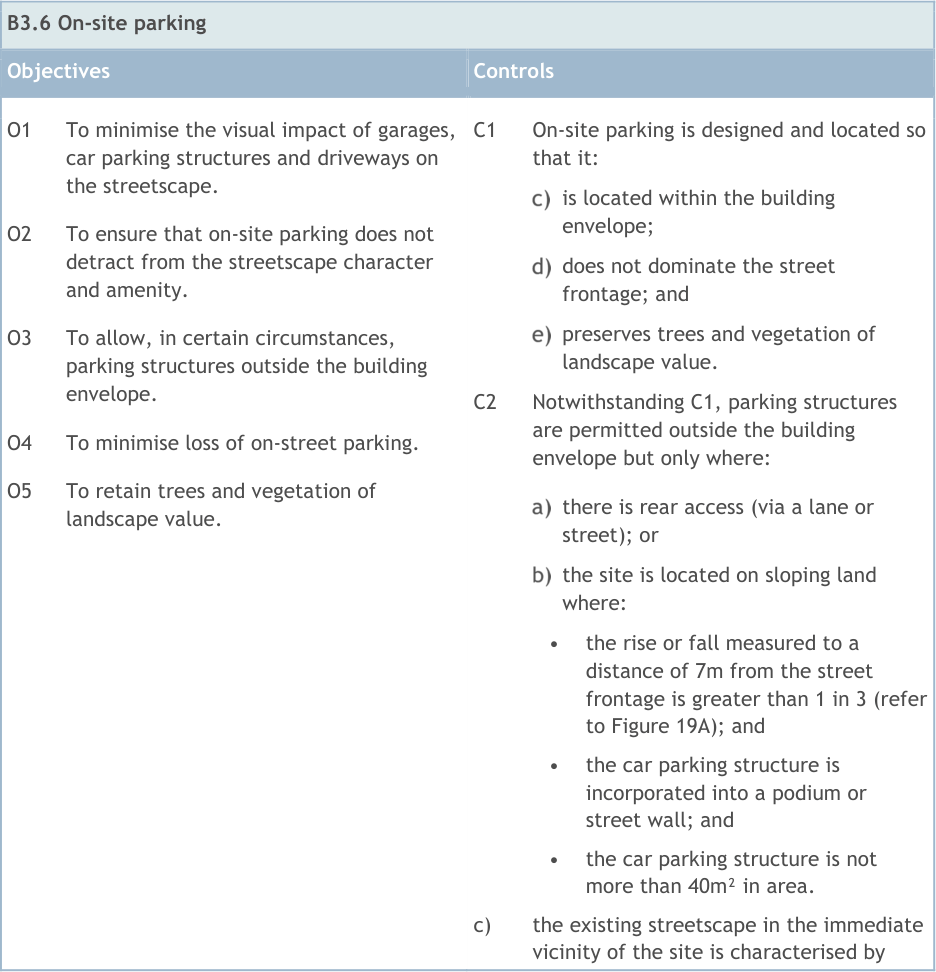 B3.6 On-site parking
Objectives
Controls
O1 To minimise the visual impact of garages,
car parking structures and driveways on
the streetscape.
O2 To ensure that on-site parking does not
detract from the streetscape character
and amenity.
O3 To allow, in certain circumstances,
parking structures outside the building
envelope.
O4 To minimise loss of on-street parking.
O5 To retain trees and vegetation of
landscape value.
C1 On-site parking is designed and located so
that it:
c) is located within the building
envelope;
d) does not dominate the street
frontage; and
e) preserves trees and vegetation of
landscape value.
C2 Notwithstanding C1, parking structures
are permitted outside the building
envelope but only where:
a) there is rear access (via a lane or
street); or
b) the site is located on sloping land
where:
• the rise or fall measured to a
distance of 7m from the street
frontage is greater than 1 in 3 (refer
to Figure 19A); and
• the car parking structure is
incorporated into a podium or
street wall; and
• the car parking structure is not
more than 40m² in area.
c) the existing streetscape in the immediate
vicinity of the site is characterised by